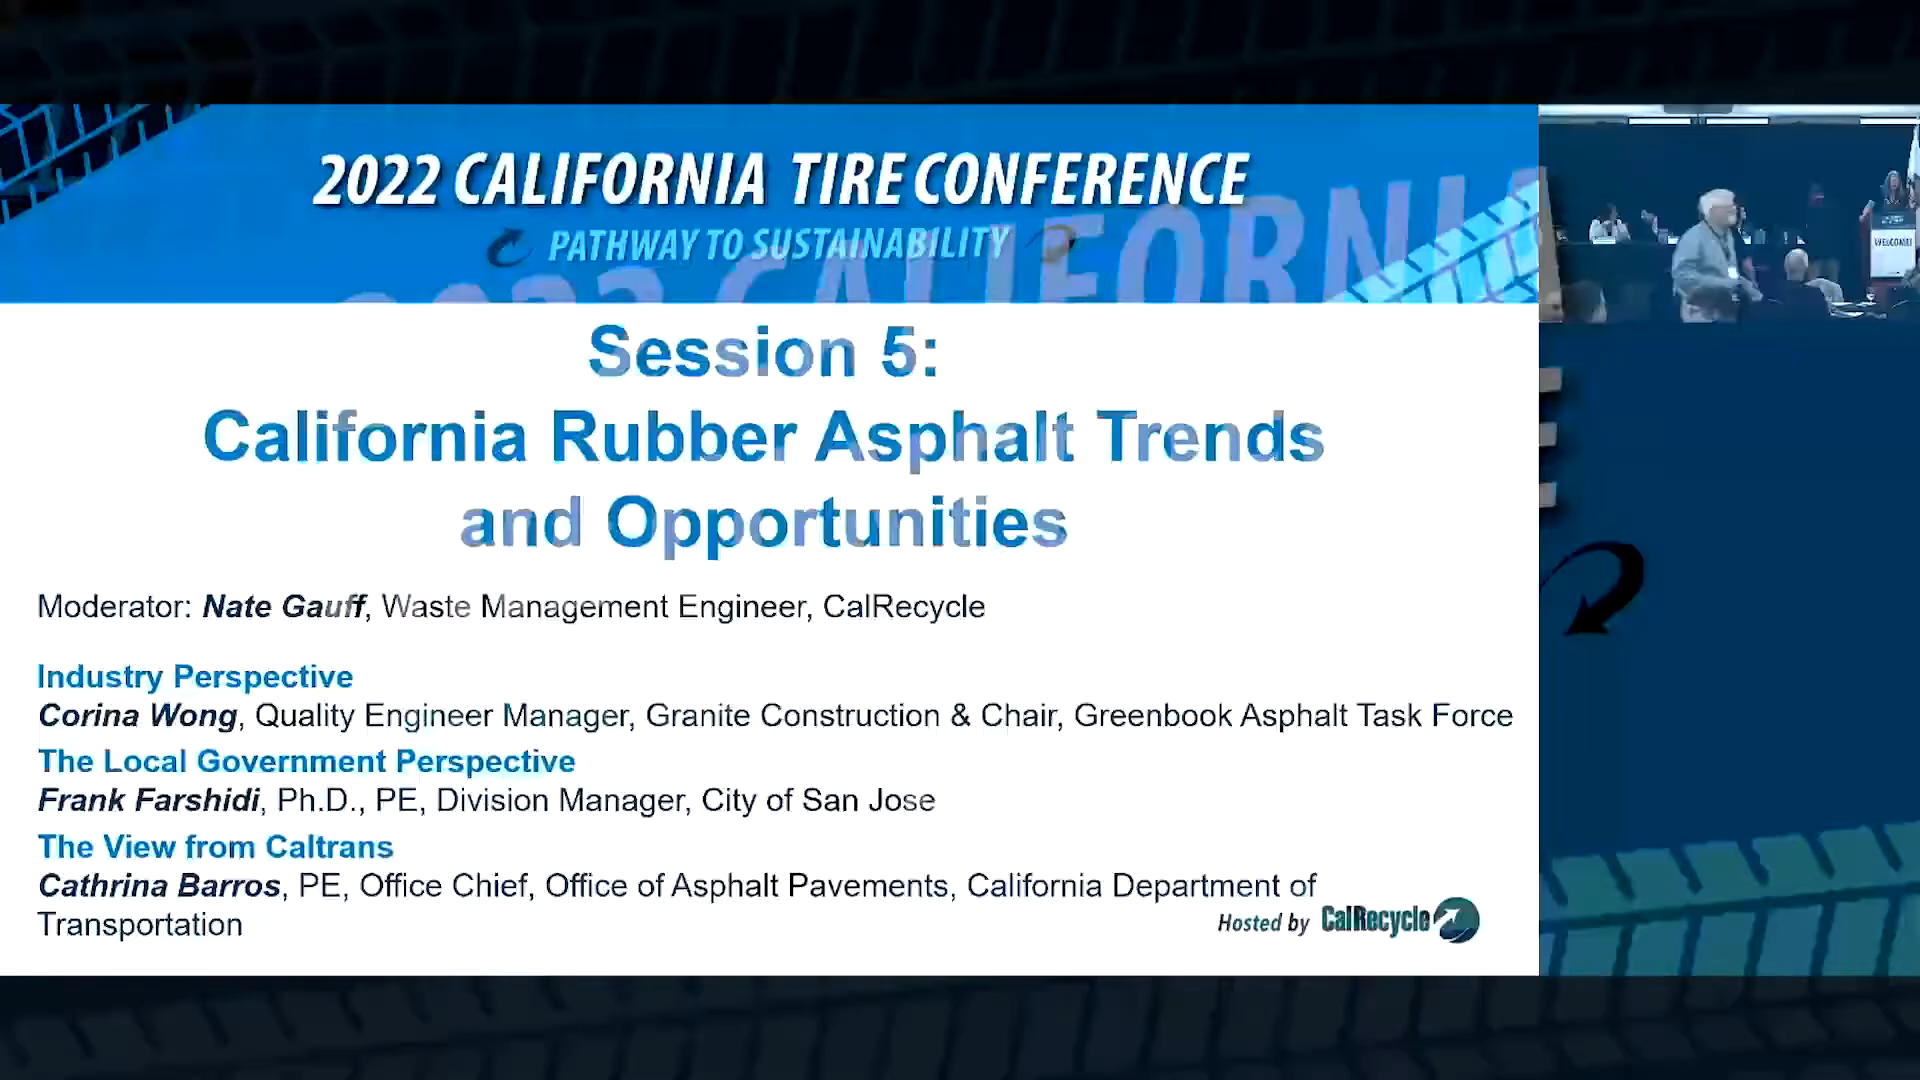 2022 CALIFORNIA TIRE CONFERENCE
PATHWAY TO SUSTAINABILITY
2022 CALIFORNIA
Session 5:
California Rubber Asphalt Trends
and Opportunities
Moderator: Nate Gauff, Waste Management Engineer, CalRecycle
Industry Perspective
Corina Wong, Quality Engineer Manager, Granite Construction & Chair, Greenbook Asphalt Task Force
The Local Government Perspective
Frank Farshidi, Ph.D., PE, Division Manager, City of San Jose
The View from Caltrans
Cathrina Barros, PE, Office Chief, Office of Asphalt Pavements, California Department of
Transportation
Hosted by CalRecycle
WELCOME!